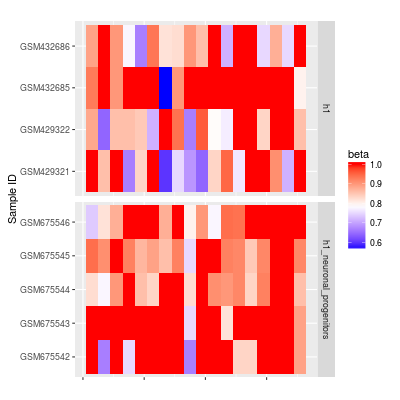 GSM432686
GSM432685
GSM429322
GSM429321
h1
GSM675546
GSM675545
GSM675544
GSM675543
GSM675542
h1_neuronal_progenitors
Sample ID
beta
1.0
0.9
0.8
0.7
0.6